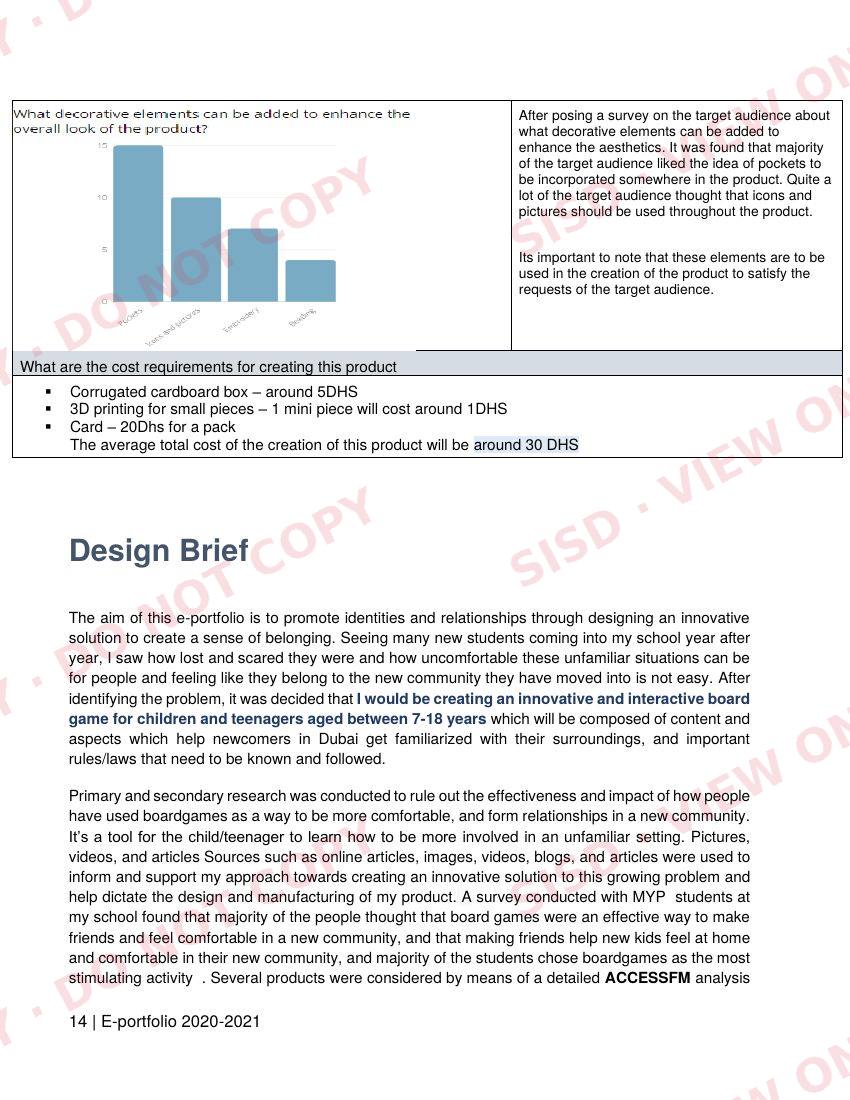 What decorative elements can be added to enhance the
overall look of the product?
15
10
5
0
Pockets
Icons and pictures
Embroidery
Beading
After posing a survey on the target audience about
what decorative elements can be added to
enhance the aesthetics. It was found that majority
of the target audience liked the idea of pockets to
be incorporated somewhere in the product. Quite a
lot of the target audience thought that icons and
pictures should be used throughout the product.
Its important to note that these elements are to be
used in the creation of the product to satisfy the
requests of the target audience.
What are the cost requirements for creating this product
▪ Corrugated cardboard box – around 5DHS
▪ 3D printing for small pieces – 1 mini piece will cost around 1DHS
▪ Card – 20Dhs for a pack
The average total cost of the creation of this product will be around 30 DHS
Design Brief
The aim of this e-portfolio is to promote identities and relationships through designing an innovative
solution to create a sense of belonging. Seeing many new students coming into my school year after
year, I saw how lost and scared they were and how uncomfortable these unfamiliar situations can be
for people and feeling like they belong to the new community they have moved into is not easy. After
identifying the problem, it was decided that I would be creating an innovative and interactive board
game for children and teenagers aged between 7-18 years which will be composed of content and
aspects which help newcomers in Dubai get familiarized with their surroundings, and important
rules/laws that need to be known and followed.
Primary and secondary research was conducted to rule out the effectiveness and impact of how people
have used boardgames as a way to be more comfortable, and form relationships in a new community.
It's a tool for the child/teenager to learn how to be more involved in an unfamiliar setting. Pictures,
videos, and articles Sources such as online articles, images, videos, blogs, and articles were used to
inform and support my approach towards creating an innovative solution to this growing problem and
help dictate the design and manufacturing of my product. A survey conducted with MYP students at
my school found that majority of the people thought that board games were an effective way to make
friends and feel comfortable in a new community, and that making friends help new kids feel at home
and comfortable in their new community, and majority of the students chose boardgames as the most
stimulating activity . Several products were considered by means of a detailed ACCESSFM analysis
14 | E-portfolio 2020-2021
SISD · VIEW ON
Y · DO NOT COPY
SISD · VIEW ON
Y · DO NOT COPY
SISD · VIEW ON
Y · DO NOT COPY